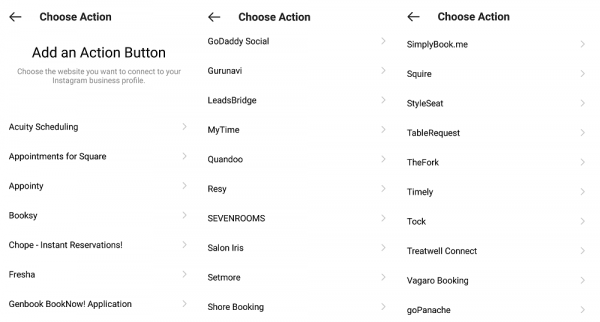 Choose Action
Add an Action Button
Choose the website you want to connect to your
Instagram business profile.
Acuity Scheduling
Appointments for Square
Appointy
Booksy
Chope - Instant Reservations!
Fresha
Genbook BookNow! Application
Choose Action
GoDaddy Social
Gurunavi
LeadsBridge
MyTime
Quandoo
Resy
SEVENROOMS
Salon Iris
Setmore
Shore Booking
Choose Action
SimplyBook.me
Squire
StyleSeat
TableRequest
TheFork
Timely
Tock
Treatwell Connect
Vagaro Booking
goPanache